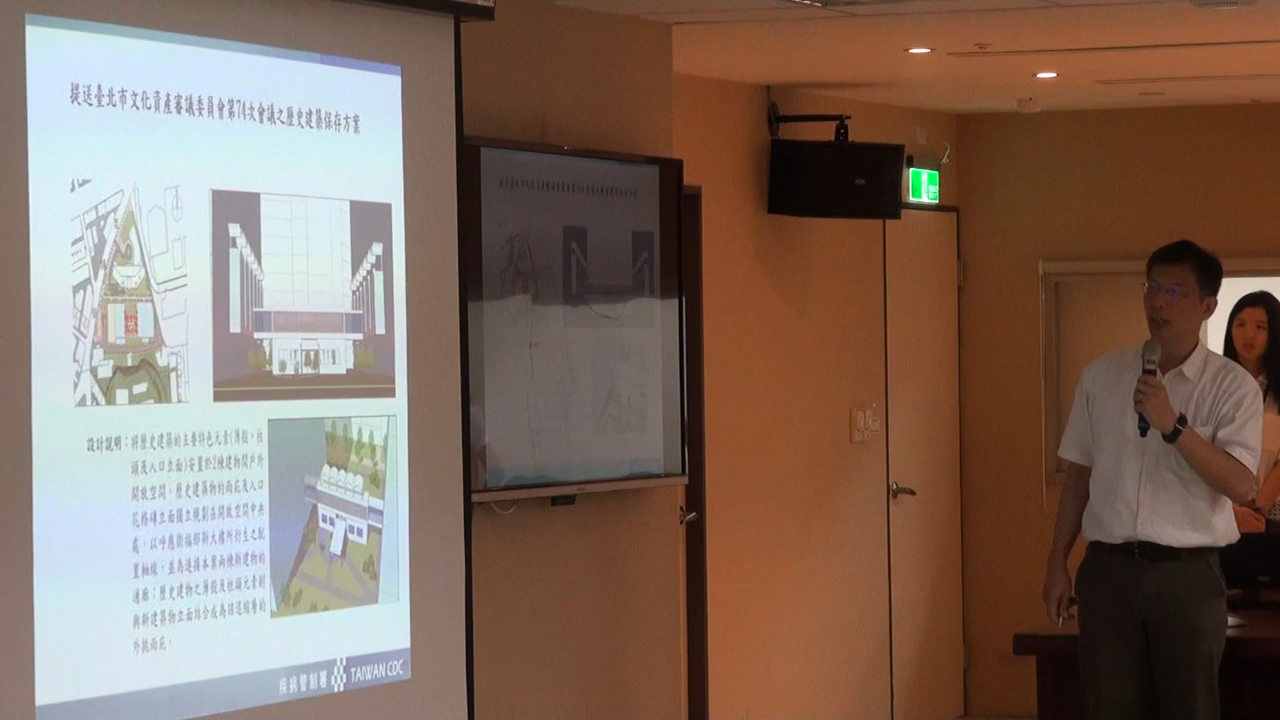 提送臺北市文化資產審議委員會第74次會議之歷史建築保存方案
設計說明：將歷史建築的主要特色元素(薄殼、柱
頭及入口立面)安置於2棟建物間戶外
開放空間，歷史建築物的雨庇及入口
花格磚立面獨立規劃在開放空間中央
處，以呼應衛福部新大樓所衍生之配
置軸線，並為連接本案兩棟新建物的
通廊；歷史建物之薄殼及柱頭元素則
與新建築物立面結合成為該退縮層的
外挑雨庇。
疾病管制署 TAIWAN CDC